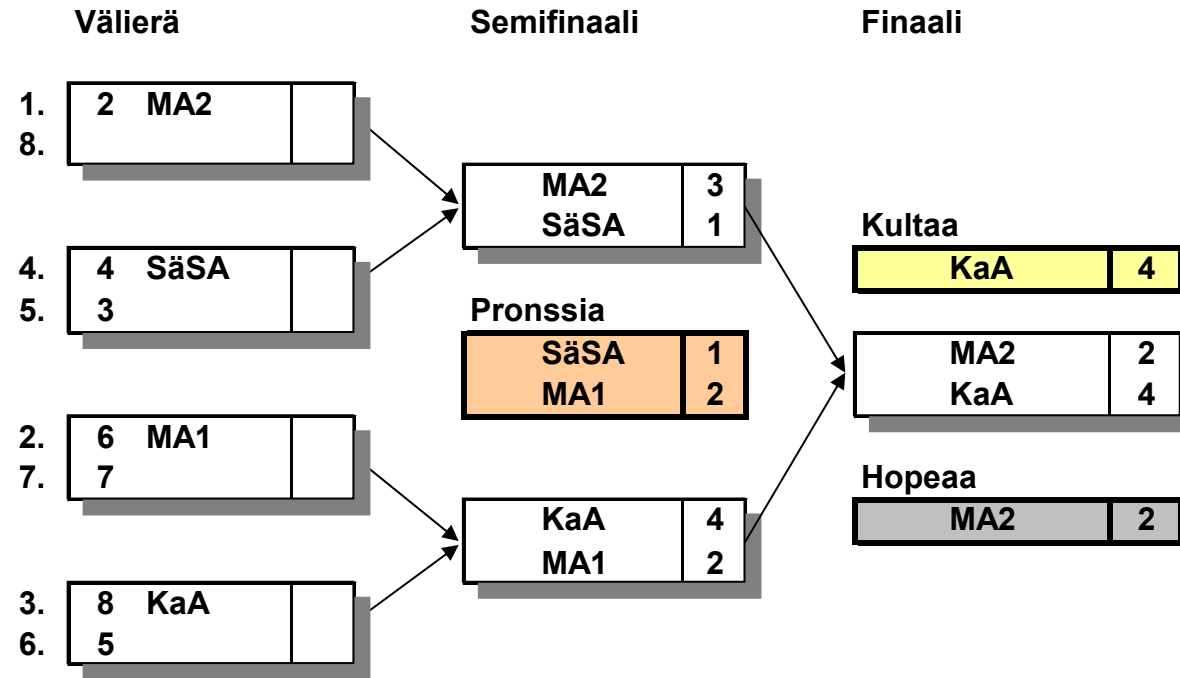 Välierä
Semifinaali
Finaali
1. 2 MA2
8.
4. 4 SäSA
5. 3
2. 6 MA1
7. 7
3. 8 KaA
6. 5
MA2 3
SäSA 1
Pronssia
SäSA 1
MA1 2
KaA 4
MA1 2
Kultaa
KaA 4
MA2 2
KaA 4
Hopeaa
MA2 2